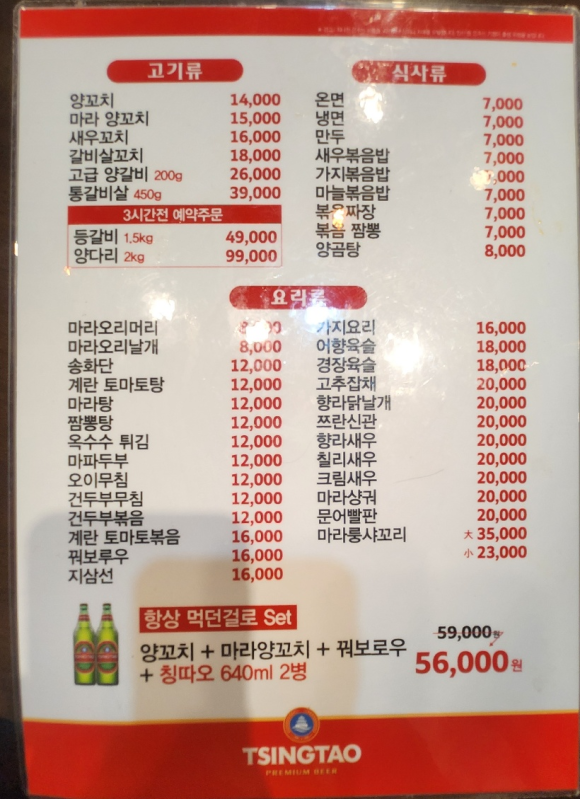 고기류
양꼬치 14,000
마라 양꼬치 15,000
새우꼬치 16,000
갈비살꼬치 18,000
고급 양갈비 200g 26,000
통갈비살 450g 39,000
3시간전 예약주문
등갈비 1,5kg 49,000
양다리 2kg 99,000
식사류
온면 7,000
냉면 7,000
만두 7,000
새우볶음밥 7,000
가지볶음밥
마늘볶음밥 7,000
볶음짜장 7,000
볶음 짬뽕 7,000
양곰탕 8,000
요리류
마라오리머리
마라오리날개 8,000
송화단 12,000
계란 토마토탕 12,000
마라탕 12,000
짬뽕탕 12,000
옥수수 튀김 12,000
마파두부 12,000
오이무침 12,000
건두부무침 12,000
건두부볶음 12,000
계란 토마토볶음 16,000
꿔보로우 16,000
지삼선 16,000
가지요리 16,000
어향육슬 18,000
경장육슬 18,000
고추잡채 20,000
향라닭날개 20,000
쯔란신관 20,000
향라새우 20,000
칠리새우 20,000
크림새우 20,000
마라샹궈 20,000
문어빨판 20,000
마라룽샤꼬리 大 35,000
小 23,000
항상 먹던걸로 Set
양꼬치 + 마라양꼬치 + 꿔보로우
+ 칭따오 640ml 2병
59,000원
56,000원
TSINGTAO
PREMIUM BEER